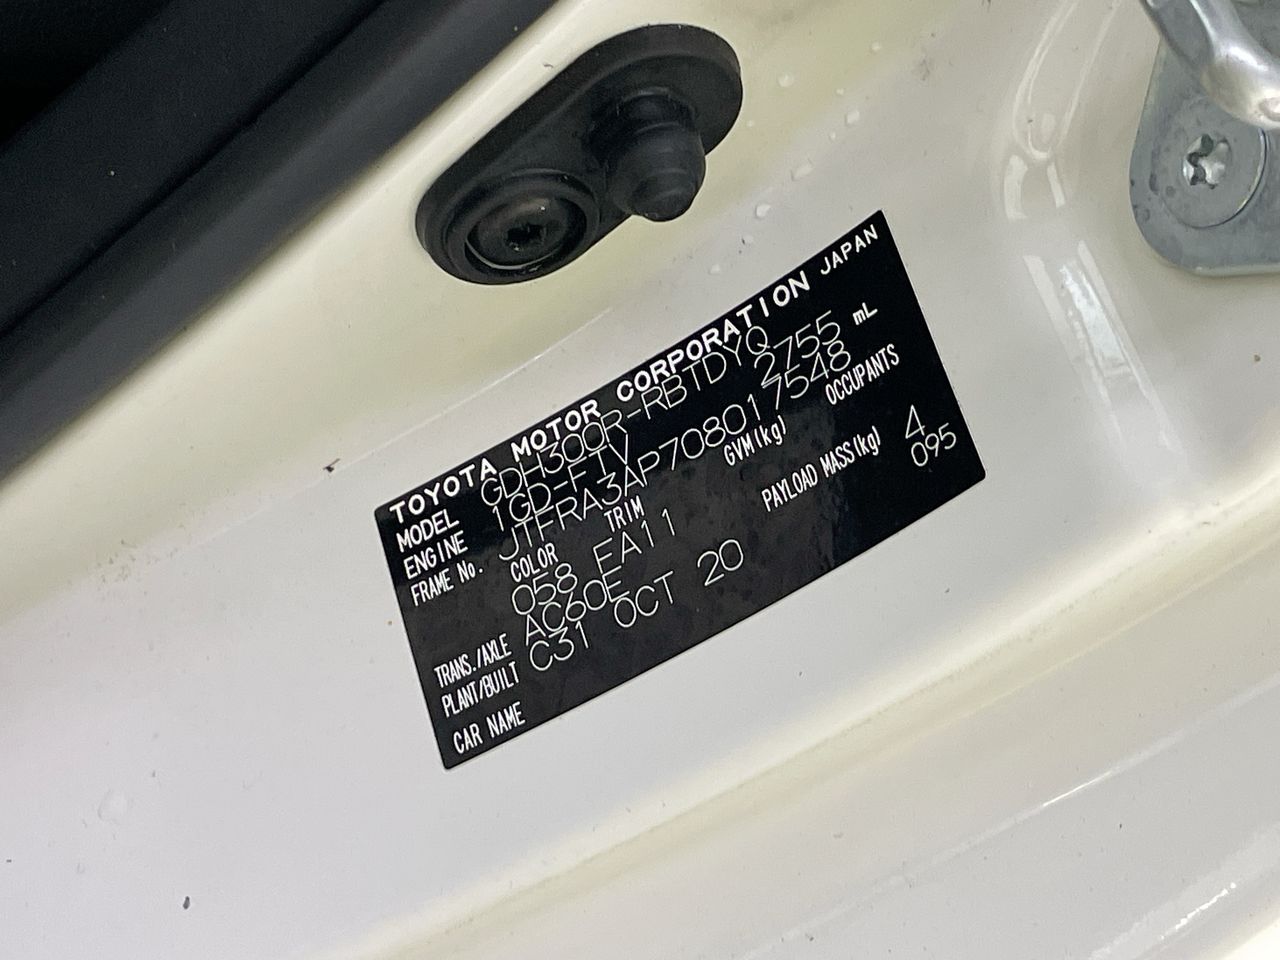 TOYOTA MOTOR CORPORATION JAPAN
MODEL GDH300R-RBTDYQ
ENGINE 1GD-FTV 2755 mL
FRAME No. JTFRA3AP708017548
COLOR TRIM GVM(kg) OCCUPANTS
058 EA11 4
TRANS./AXLE AC60E PAYLOAD MASS(kg) 095
PLANT/BUILT C31 OCT 20
CAR NAME